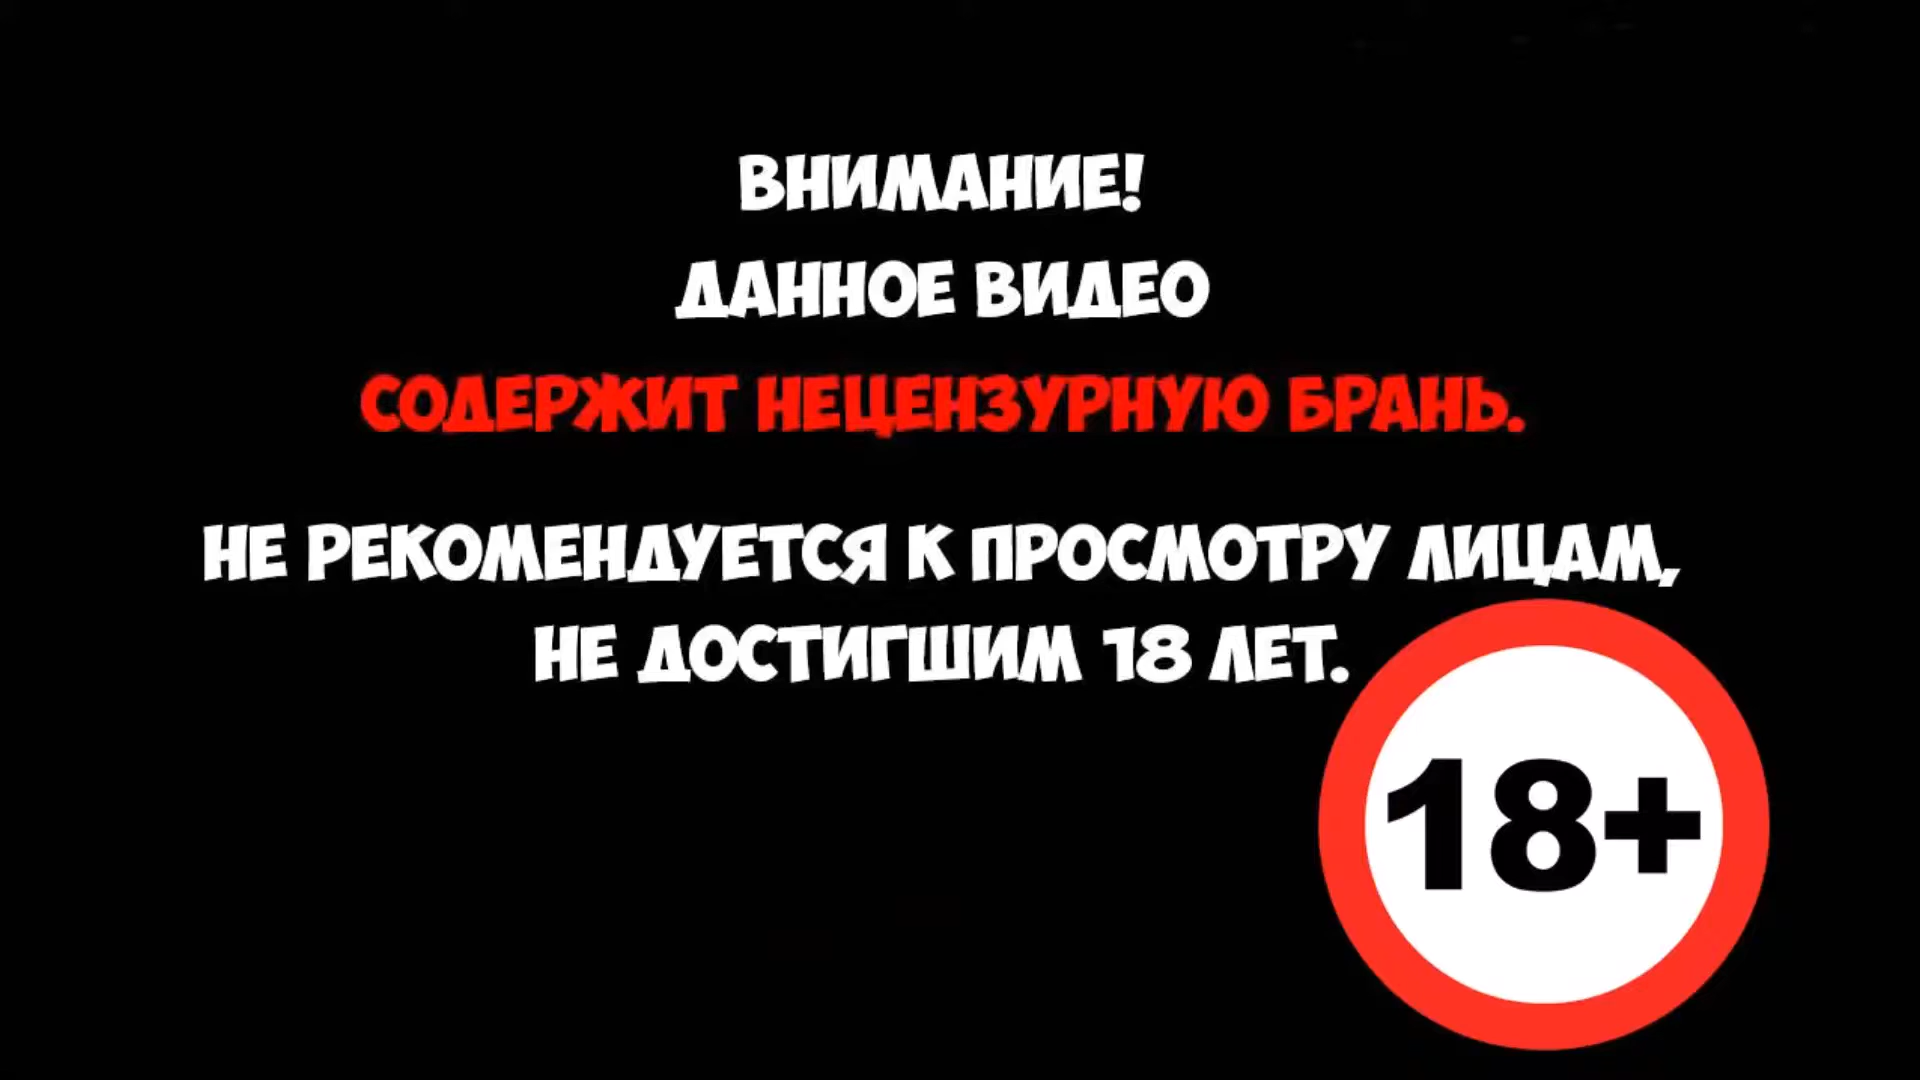 ВНИМАНИЕ!
ДАННОЕ ВИДЕО
СОДЕРЖИТ НЕЦЕНЗУРНУЮ БРАНЬ.
НЕ РЕКОМЕНДУЕТСЯ К ПРОСМОТРУ ЛИЦАМ,
НЕ ДОСТИГШИМ 18 ЛЕТ.
18+